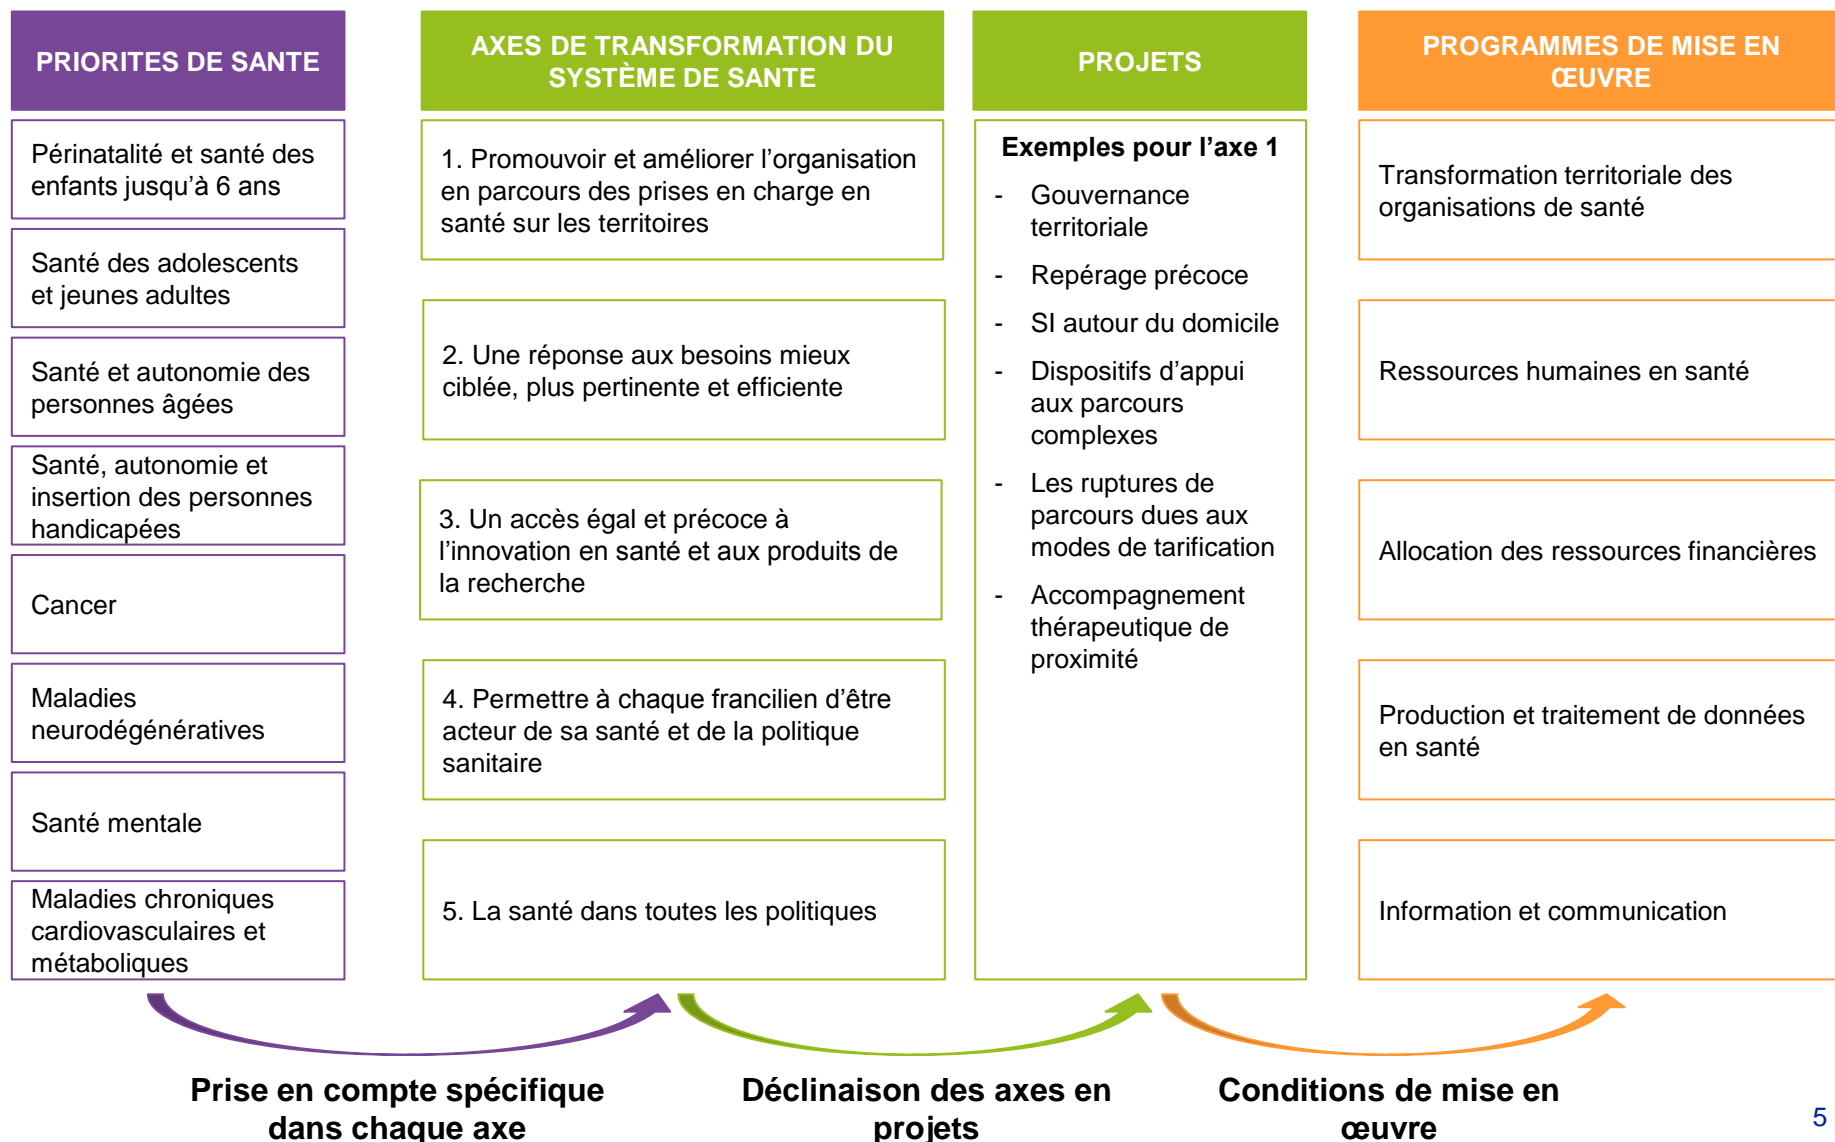 PRIORITES DE SANTE
Périnatalité et santé des
enfants jusqu’à 6 ans
Santé des adolescents
et jeunes adultes
Santé et autonomie des
personnes âgées
Santé, autonomie et
insertion des personnes
handicapées
Cancer
Maladies
neurodégénératives
Santé mentale
Maladies chroniques
cardiovasculaires et
métaboliques
AXES DE TRANSFORMATION DU
SYSTÈME DE SANTE
1. Promouvoir et améliorer l’organisation
en parcours des prises en charge en
santé sur les territoires
2. Une réponse aux besoins mieux
ciblée, plus pertinente et efficiente
3. Un accès égal et précoce à
l’innovation en santé et aux produits de
la recherche
4. Permettre à chaque francilien d’être
acteur de sa santé et de la politique
sanitaire
5. La santé dans toutes les politiques
PROJETS
Exemples pour l’axe 1
- Gouvernance
territoriale
- Repérage précoce
- SI autour du domicile
- Dispositifs d’appui
aux parcours
complexes
- Les ruptures de
parcours dues aux
modes de tarification
- Accompagnement
thérapeutique de
proximité
PROGRAMMES DE MISE EN
ŒUVRE
Transformation territoriale des
organisations de santé
Ressources humaines en santé
Allocation des ressources financières
Production et traitement de données
en santé
Information et communication
Prise en compte spécifique
dans chaque axe
Déclinaison des axes en
projets
Conditions de mise en
œuvre
5